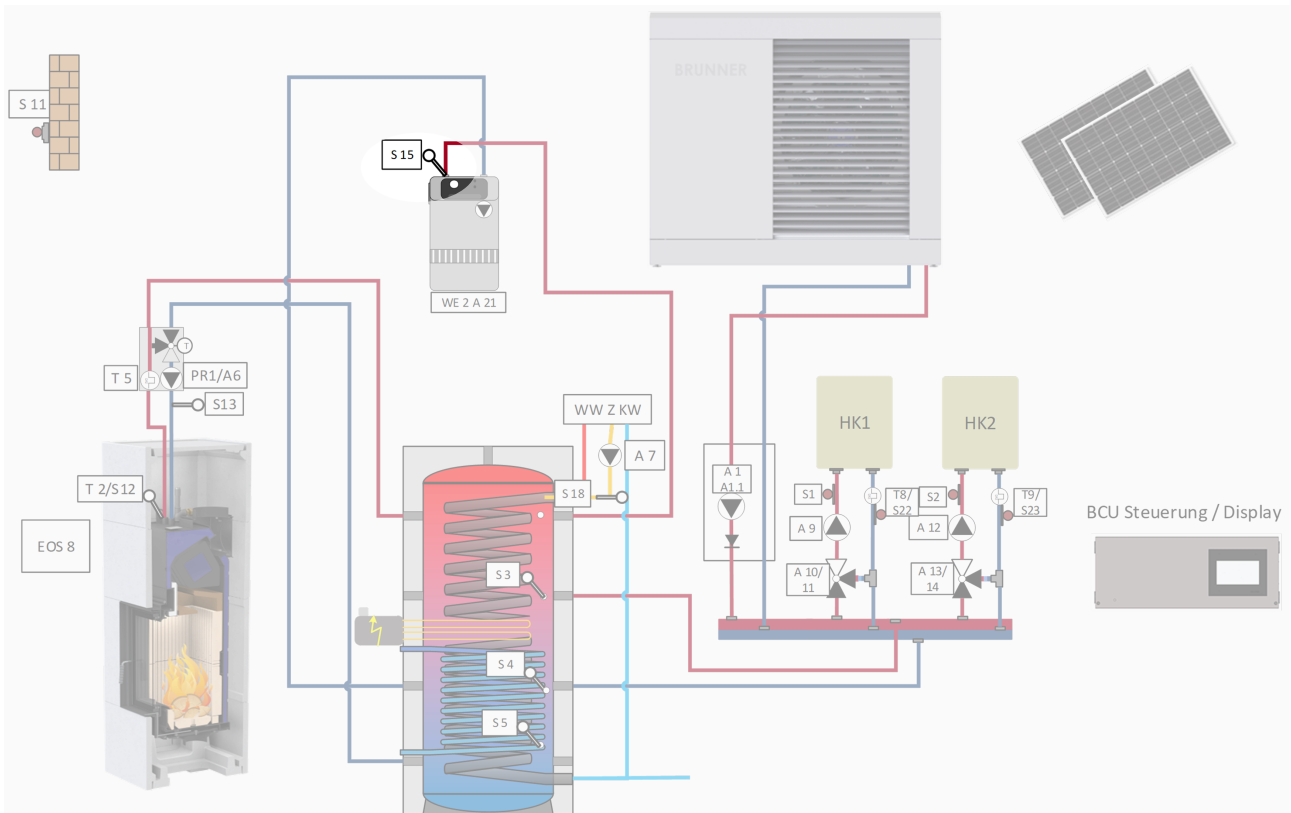 BRUNNER
S 11
S 15
WE 2 A 21
T 5
PR1/A6
T
S13
WW Z KW
A 7
HK1
HK2
T 2/S12
S 18
A 1
A1.1
S1
T8/
S22
S2
T9/
S23
A 9
A 12
BCU Steuerung / Display
EOS 8
S 3
A 10/
11
A 13/
14
S 4
S 5